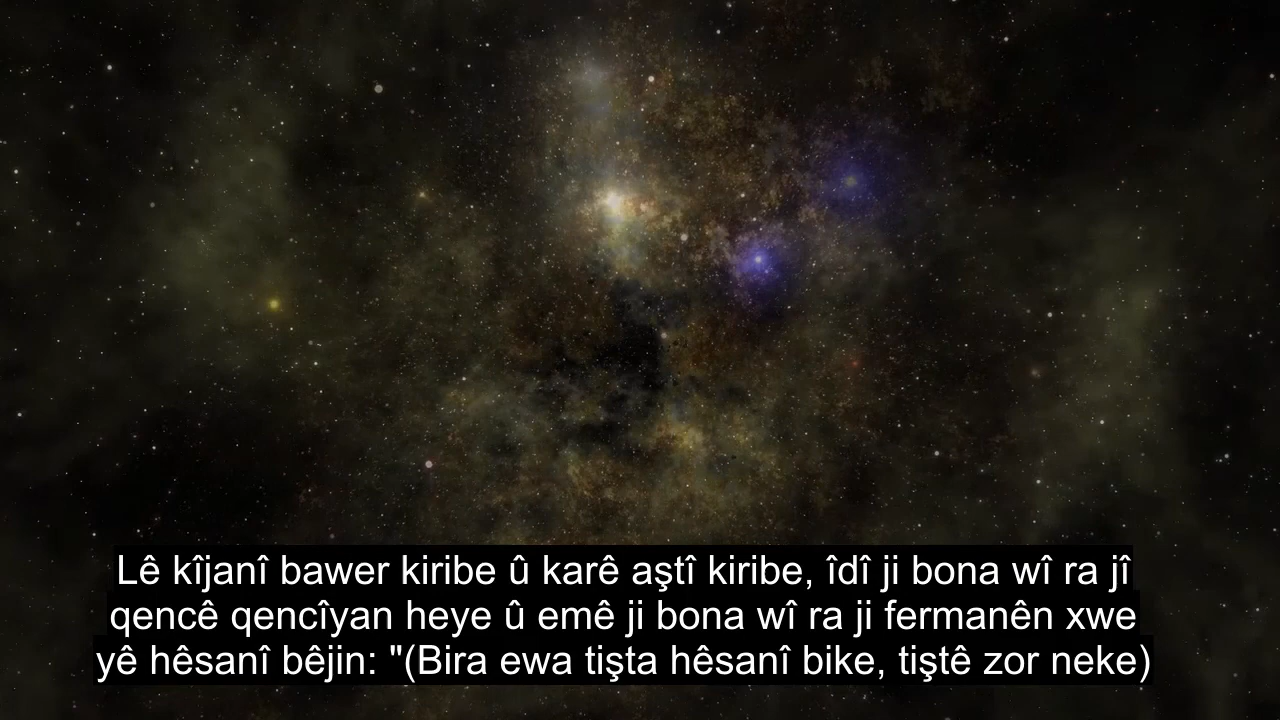 Lê kîjanî bawer kiribe û karê aştî kiribe, îdî ji bona wî ra jî
qencê qencîyan heye û emê ji bona wî ra ji fermanên xwe
yê hêsanî bêjin: "(Bira ewa tişta hêsanî bike, tiştê zor neke)